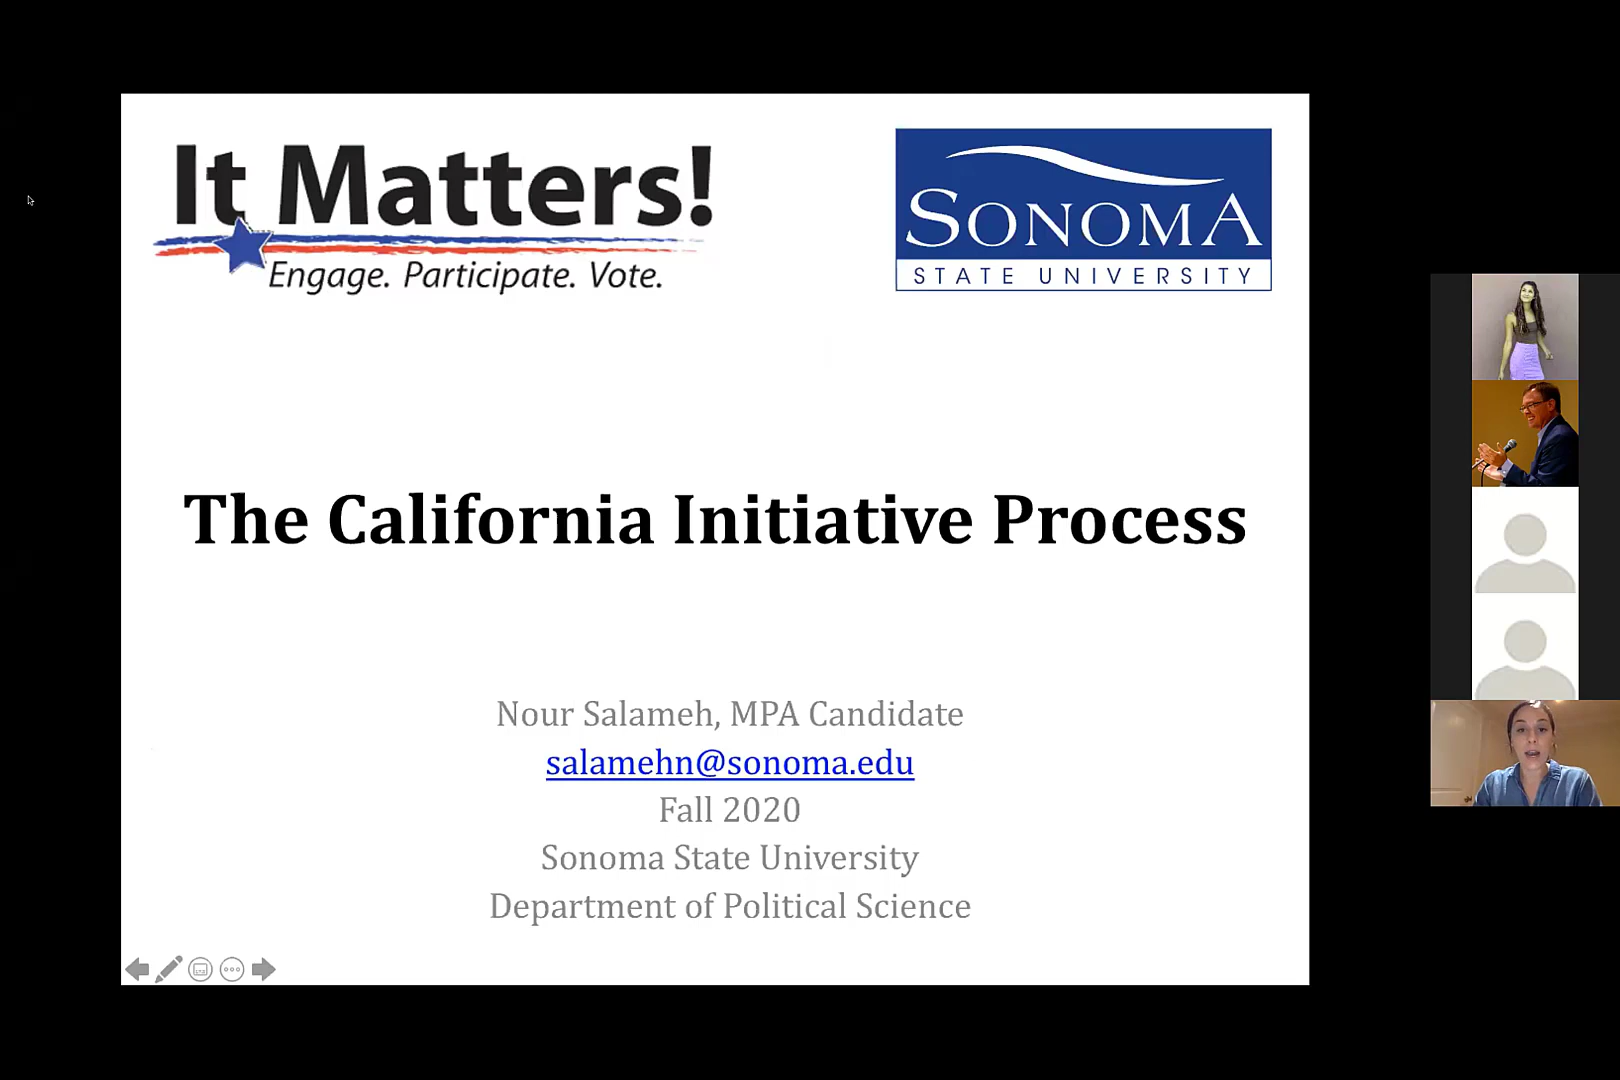 It Matters!
Engage. Participate. Vote.
SONOMA
STATE UNIVERSITY
The California Initiative Process
Nour Salameh, MPA Candidate
salamehn@sonoma.edu
Fall 2020
Sonoma State University
Department of Political Science